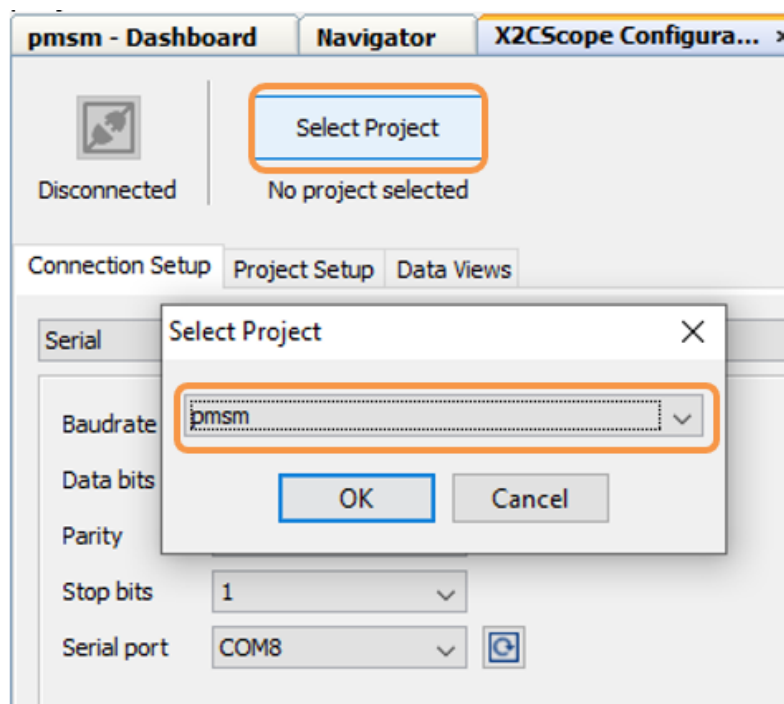 pmsm - Dashboard Navigator X2CScope Configura...
Select Project
Disconnected No project selected
Connection Setup Project Setup Data Views
Serial
Select Project
Baudrate
pmsm
Data bits
OK Cancel
Parity
Stop bits 1
Serial port COM8